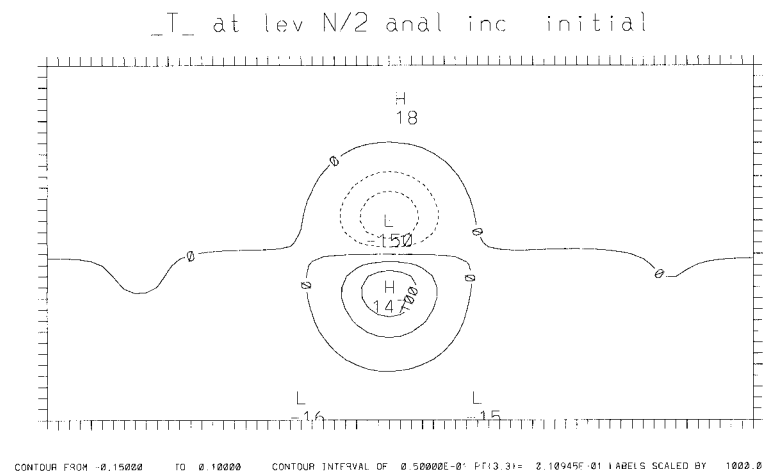 _T_ at lev N/2 anal inc initial
H
18
0
L
-150
0
0
0
0
0
H
147
100
L
-16
L
-15
CONTOUR FROM -0.15000 TO 0.10000 CONTOUR INTERVAL OF 0.50000E-01 PT(3,3)= 0.10945E-01 LABELS SCALED BY 1000.0